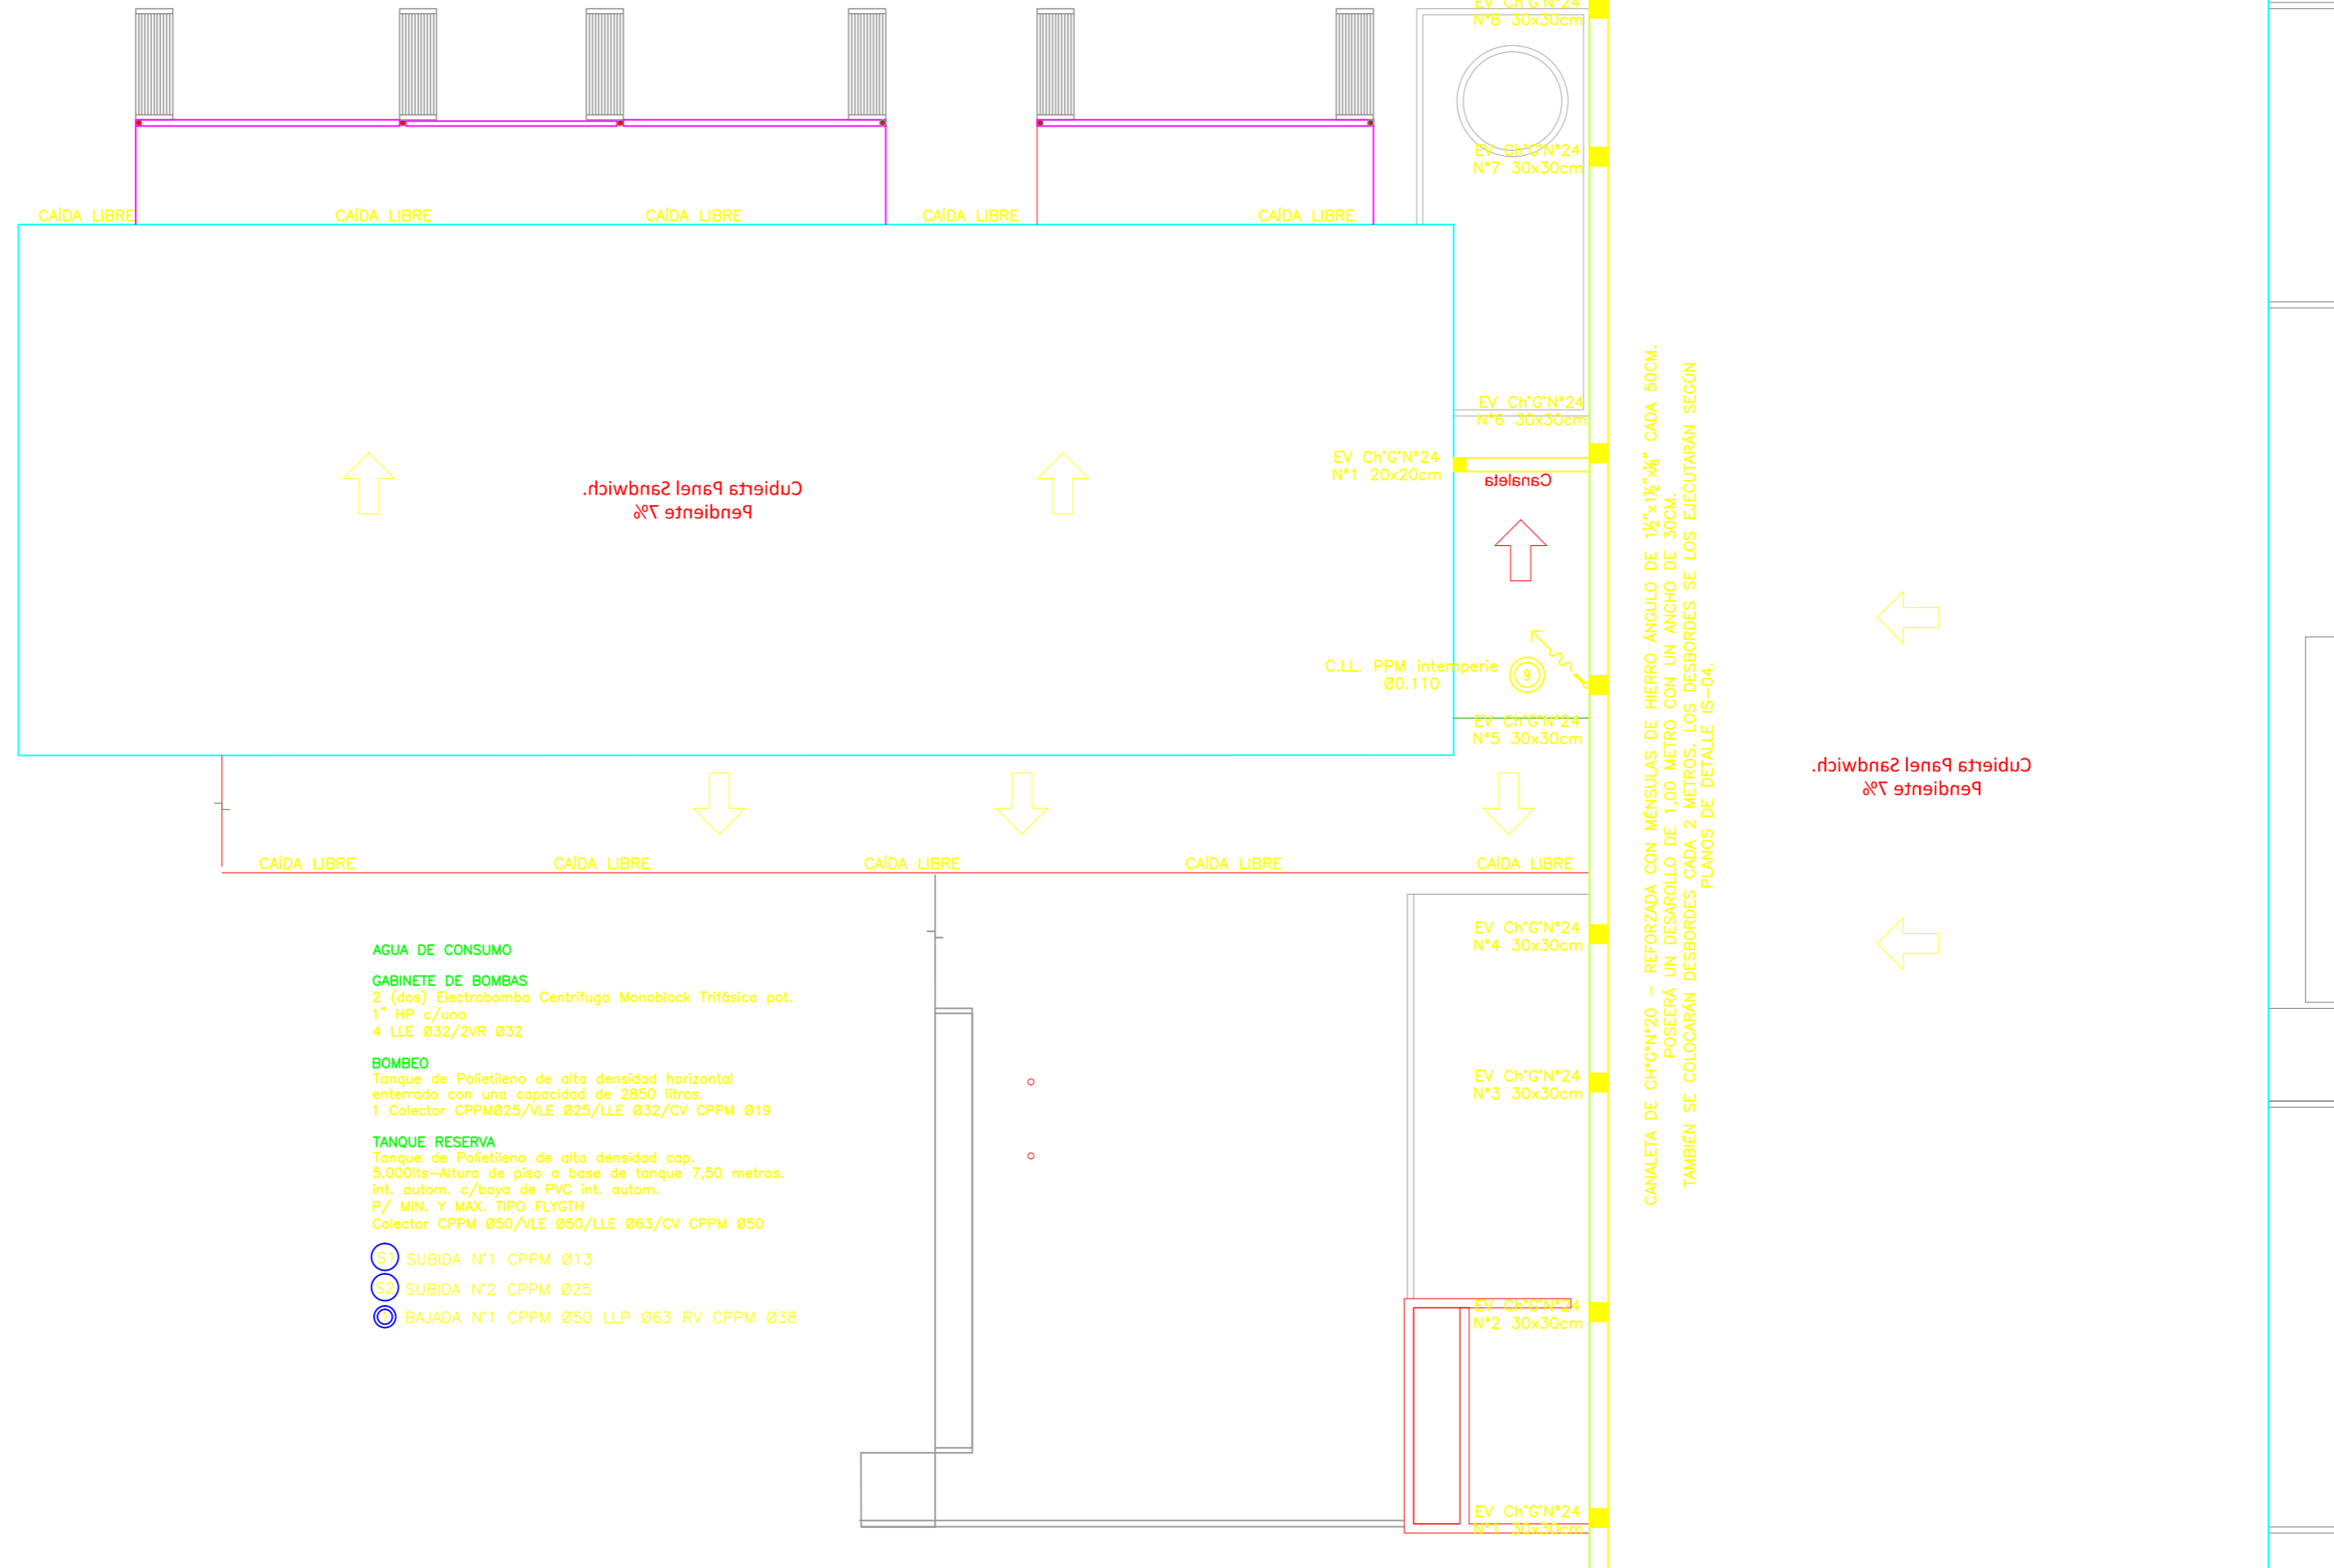 EV Ch°G°N°24
N°8 30x30cm
EV Ch°G°N°24
N°7 30x30cm
CAÍDA LIBRE
CAÍDA LIBRE
CAÍDA LIBRE
CAÍDA LIBRE
CAÍDA LIBRE
EV Ch°G°N°24
N°6 30x30cm
EV Ch°G°N°24
N°1 20x20cm
Canaleta
Cubierta Panel Sandwich.
Pendiente 7%
C.LL. PPM intemperie
Ø0.110
9
EV Ch°G°N°24
N°5 30x30cm
CANALETA DE CH°G°N°20 – REFORZADA CON MÉNSULAS DE HIERRO ÁNGULO DE 1½"x1½"x⅛" CADA 50CM.
POSEERÁ UN DESAROLLO DE 1,00 METRO CON UN ANCHO DE 30CM.
TAMBIÉN SE COLOCARÁN DESBORDES CADA 2 METROS. LOS DESBORDES SE LOS EJECUTARÁN SEGÚN
PLANOS DE DETALLE IS-04.
Cubierta Panel Sandwich.
Pendiente 7%
CAÍDA LIBRE
CAÍDA LIBRE
CAÍDA LIBRE
CAÍDA LIBRE
CAÍDA LIBRE
EV Ch°G°N°24
N°4 30x30cm
EV Ch°G°N°24
N°3 30x30cm
EV Ch°G°N°24
N°2 30x30cm
EV Ch°G°N°24
N°1 30x30cm
AGUA DE CONSUMO
GABINETE DE BOMBAS
2 (dos) Electrobomba Centrifuga Monoblock Trifásica pot.
1" HP c/una
4 LLE Ø32/2VR Ø32
BOMBEO
Tanque de Polietileno de alta densidad horizontal
enterrado con una capacidad de 2850 litros.
1 Colector CPPMØ25/VLE Ø25/LLE Ø32/CV CPPM Ø19
TANQUE RESERVA
Tanque de Polietileno de alta densidad cap.
5.000lts-Altura de piso a base de tanque 7,50 metros.
int. autom. c/boya de PVC int. autom.
P/ MIN. Y MAX. TIPO FLYGTH
Colector CPPM Ø50/VLE Ø50/LLE Ø63/CV CPPM Ø50
S1 SUBIDA N°1 CPPM Ø13
S2 SUBIDA N°2 CPPM Ø25
1 BAJADA N°1 CPPM Ø50 LLP Ø63 RV CPPM Ø38